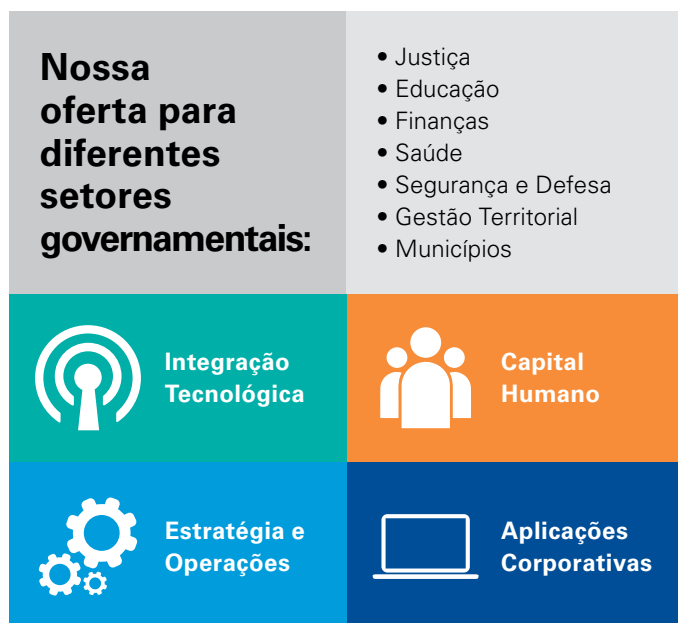 Nossa
oferta para
diferentes
setores
governamentais:
• Justiça
• Educação
• Finanças
• Saúde
• Segurança e Defesa
• Gestão Territorial
• Municípios
Integração
Tecnológica
Capital
Humano
Estratégia e
Operações
Aplicações
Corporativas